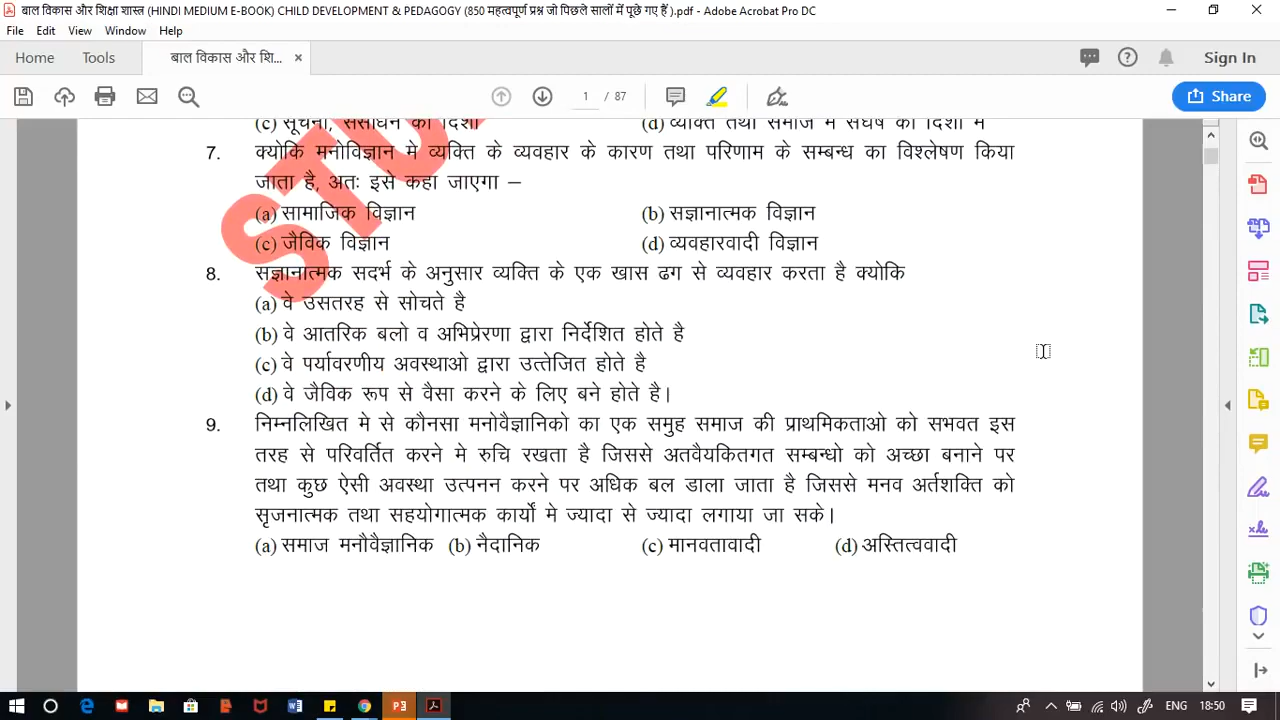 बाल विकास और शिक्षा शास्त्र (HINDI MEDIUM E-BOOK) CHILD DEVELOPMENT & PEDAGOGY (850 महत्वपूर्ण प्रश्न जो पिछले सालों में पूछे गए हैं ).pdf - Adobe Acrobat Pro DC
File Edit View Window Help
Home Tools बाल विकास और शि... × Sign In
1 / 87 Share
(c) सूचना, संसाधन की दिशा (d) व्यक्ति तथा समाज में संघर्ष की दिशा में
7. क्योकि मनोविज्ञान मे व्यक्ति के व्यवहार के कारण तथा परिणाम के सम्बन्ध का विश्लेषण किया
जाता है, अतः इसे कहा जाएगा –
(a) सामाजिक विज्ञान (b) सज्ञानात्मक विज्ञान
(c) जैविक विज्ञान (d) व्यवहारवादी विज्ञान
8. सज्ञानात्मक सदर्भ के अनुसार व्यक्ति के एक खास ढग से व्यवहार करता है क्योकि
(a) वे उसतरह से सोचते है
(b) वे आतरिक बलो व अभिप्रेरणा द्वारा निर्देशित होते है
(c) वे पर्यावरणीय अवस्थाओ द्वारा उत्तेजित होते है
(d) वे जैविक रूप से वैसा करने के लिए बने होते है।
9. निम्नलिखित मे से कौनसा मनोवैज्ञानिको का एक समुह समाज की प्राथमिकताओ को सभवत इस
तरह से परिवर्तित करने मे रुचि रखता है जिससे अतवैयकितगत सम्बन्धो को अच्छा बनाने पर
तथा कुछ ऐसी अवस्था उत्पनन करने पर अधिक बल डाला जाता है जिससे मनव अर्तशक्ति को
सृजनात्मक तथा सहयोगात्मक कार्यों मे ज्यादा से ज्यादा लगाया जा सके।
(a) समाज मनौवैज्ञानिक (b) नैदानिक (c) मानवतावादी (d) अस्तित्ववादी
ENG 18:50